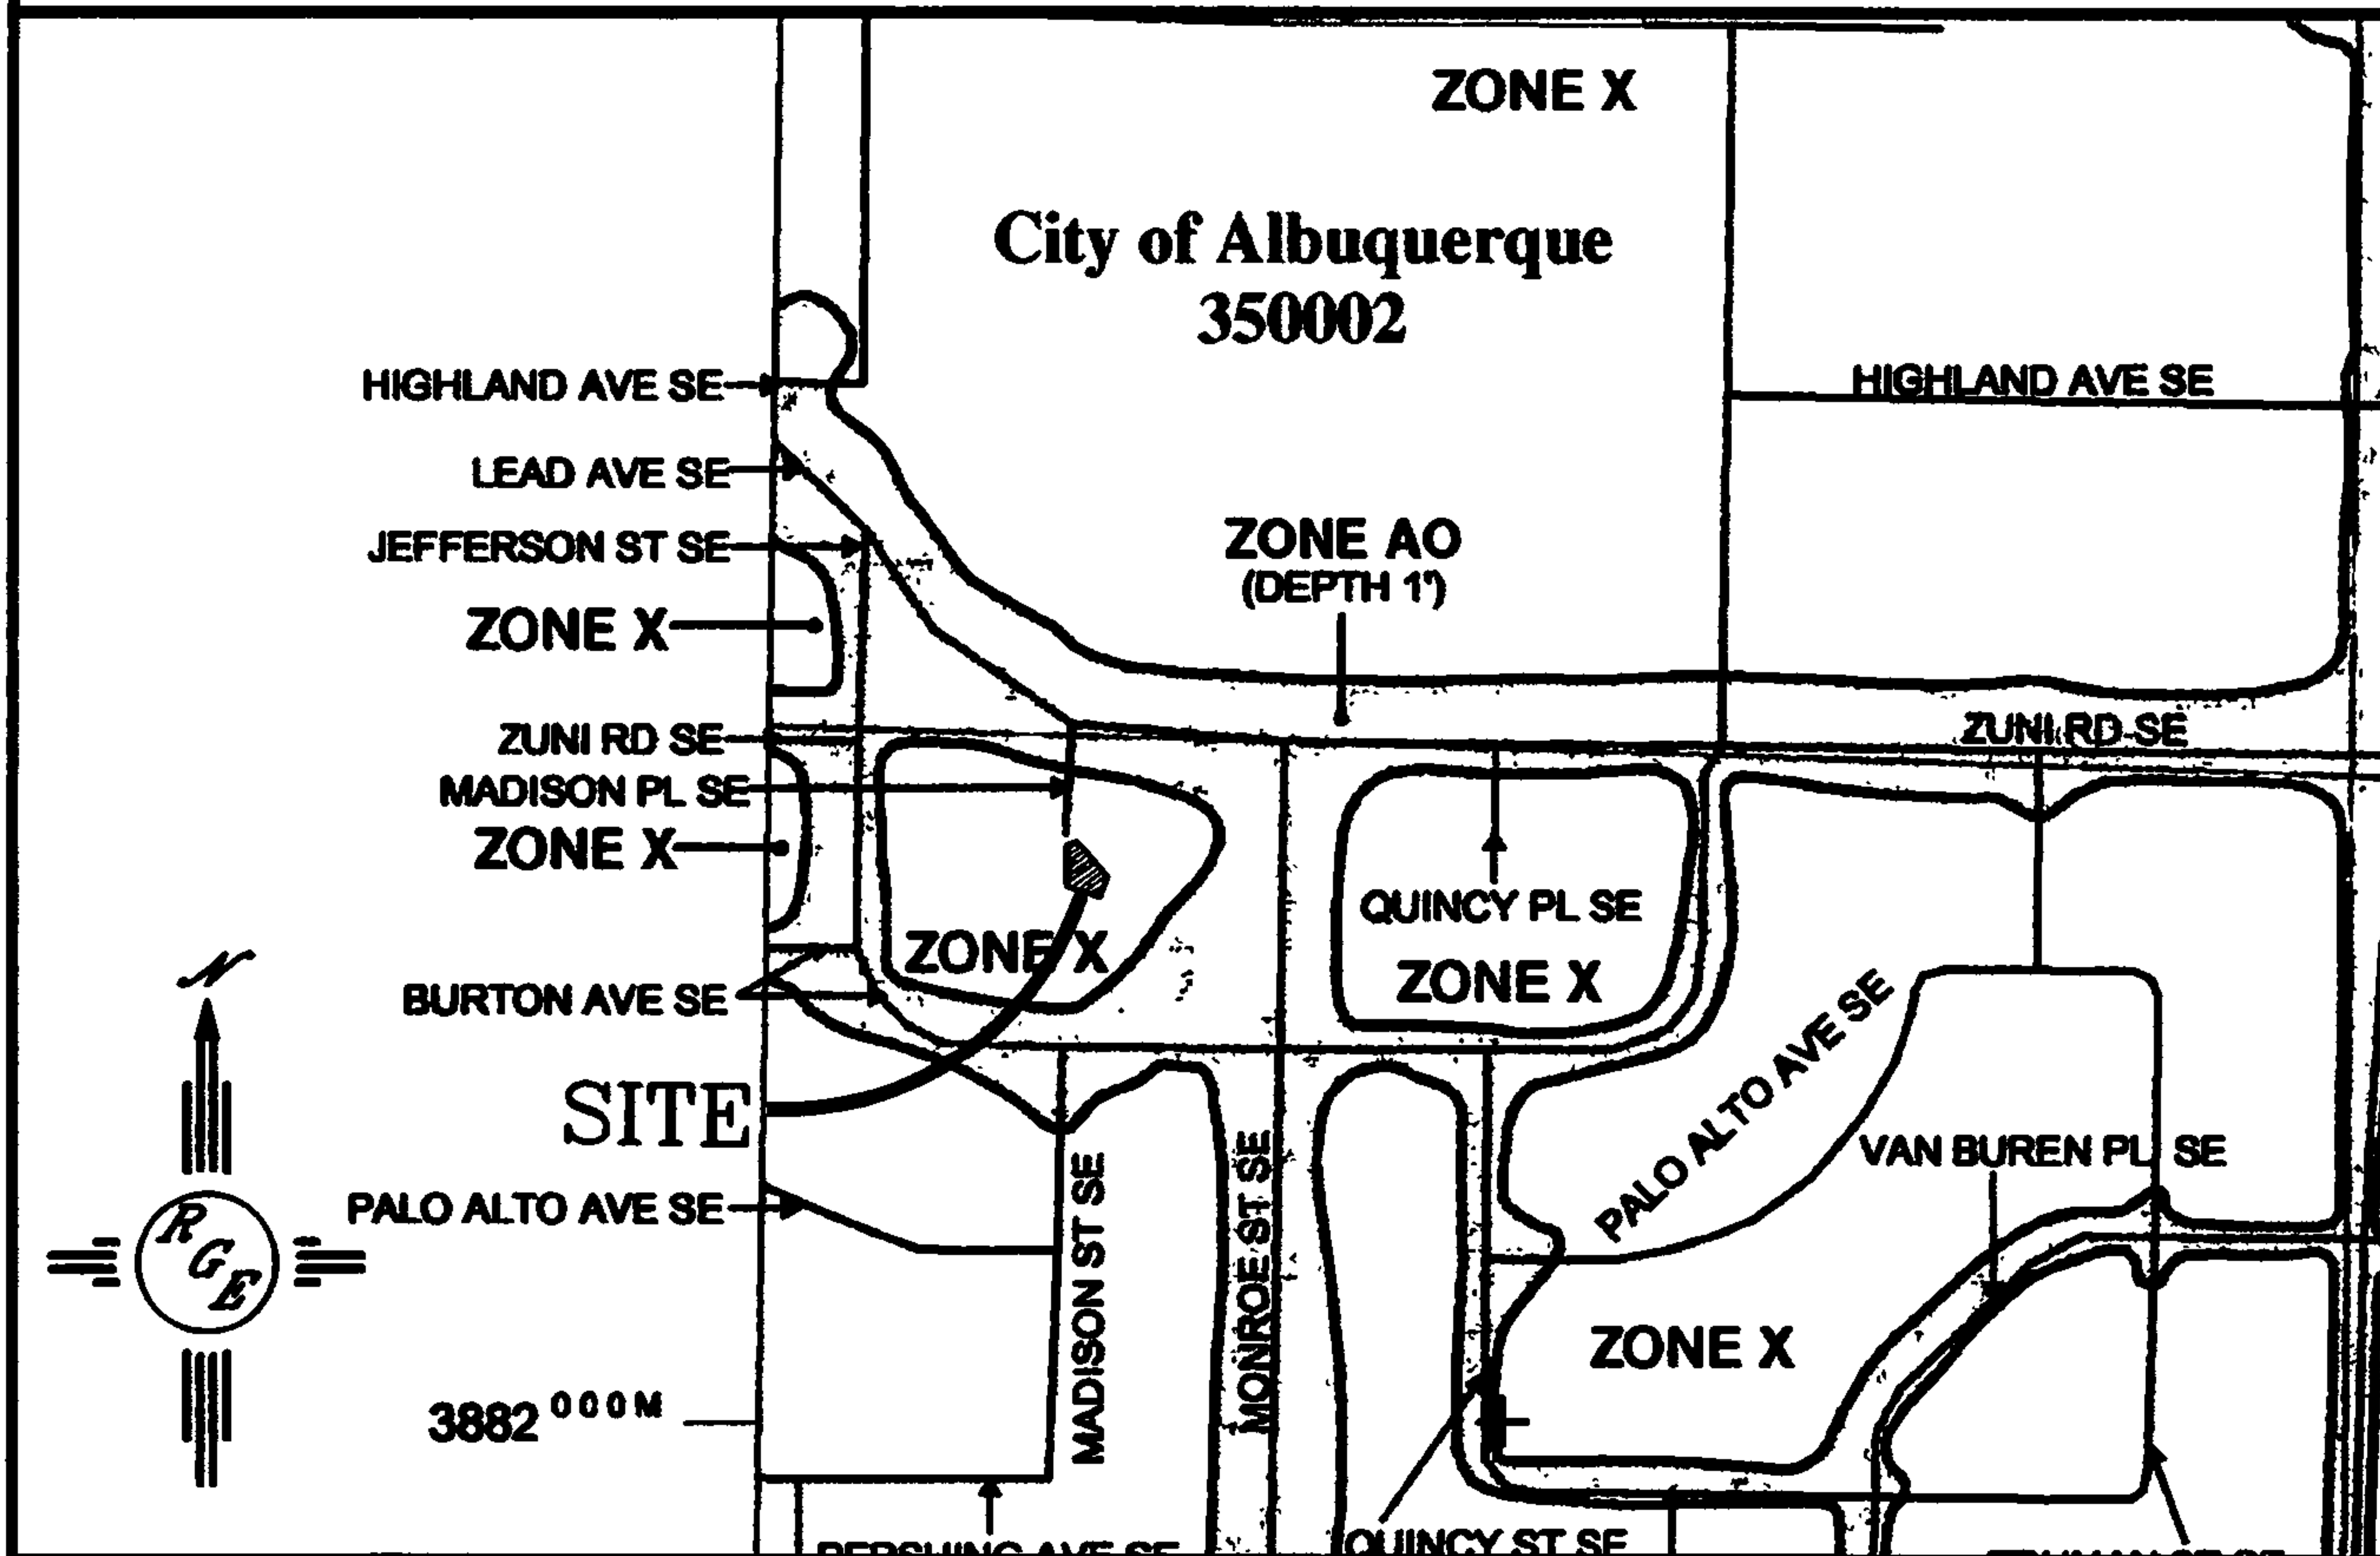 ZONE X
City of Albuquerque
350002
HIGHLAND AVE SE
HIGHLAND AVE SE
LEAD AVE SE
JEFFERSON ST SE
ZONE AO
(DEPTH 1')
ZONE X
ZUNI RD SE
ZUNI RD SE
MADISON PL SE
ZONE X
QUINCY PL SE
ZONE X
ZONE X
BURTON AVE SE
N
SITE
PALO ALTO AVE SE
VAN BUREN PL SE
PALO ALTO AVE SE
MADISON ST SE
MONROE ST SE
R
G
E
ZONE X
3882 000M
PERSHING AVE SE
QUINCY ST SE